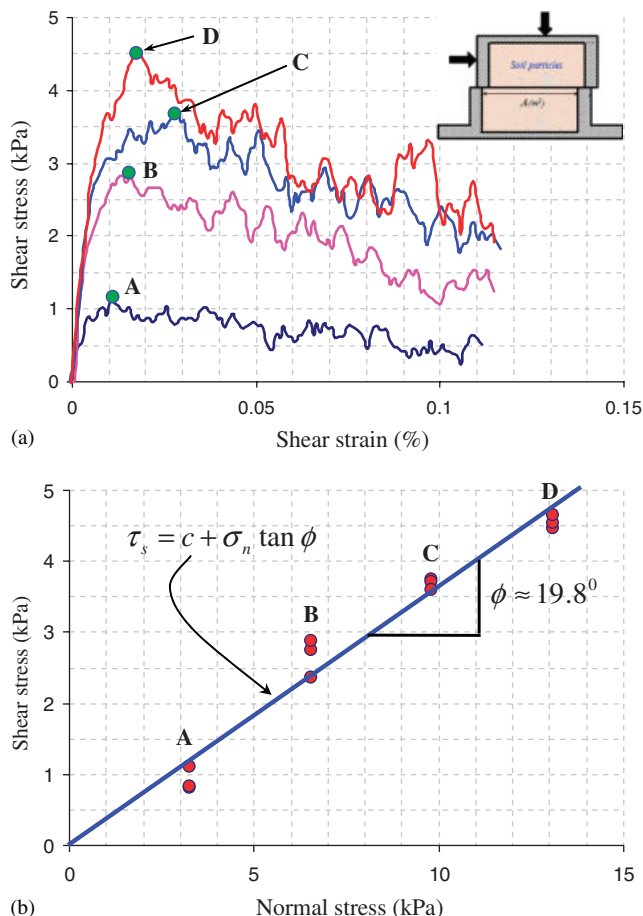 5
4.5
4
3
2
1
0
0
0.05
0.1
0.15
Shear stress (kPa)
Shear strain (%)
D
C
B
A
Soil particles
A(m²)
(a)
5
4
3
2
1
0
0
5
10
15
Shear stress (kPa)
Normal stress (kPa)
τs = c + σn tan ϕ
D
C
B
A
ϕ ≈ 19.8⁰
(b)